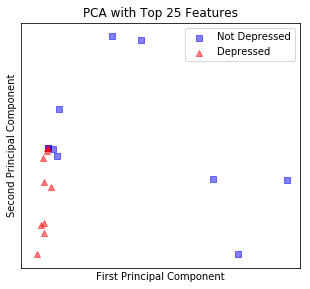 PCA with Top 25 Features
Not Depressed
Depressed
Second Principal Component
First Principal Component